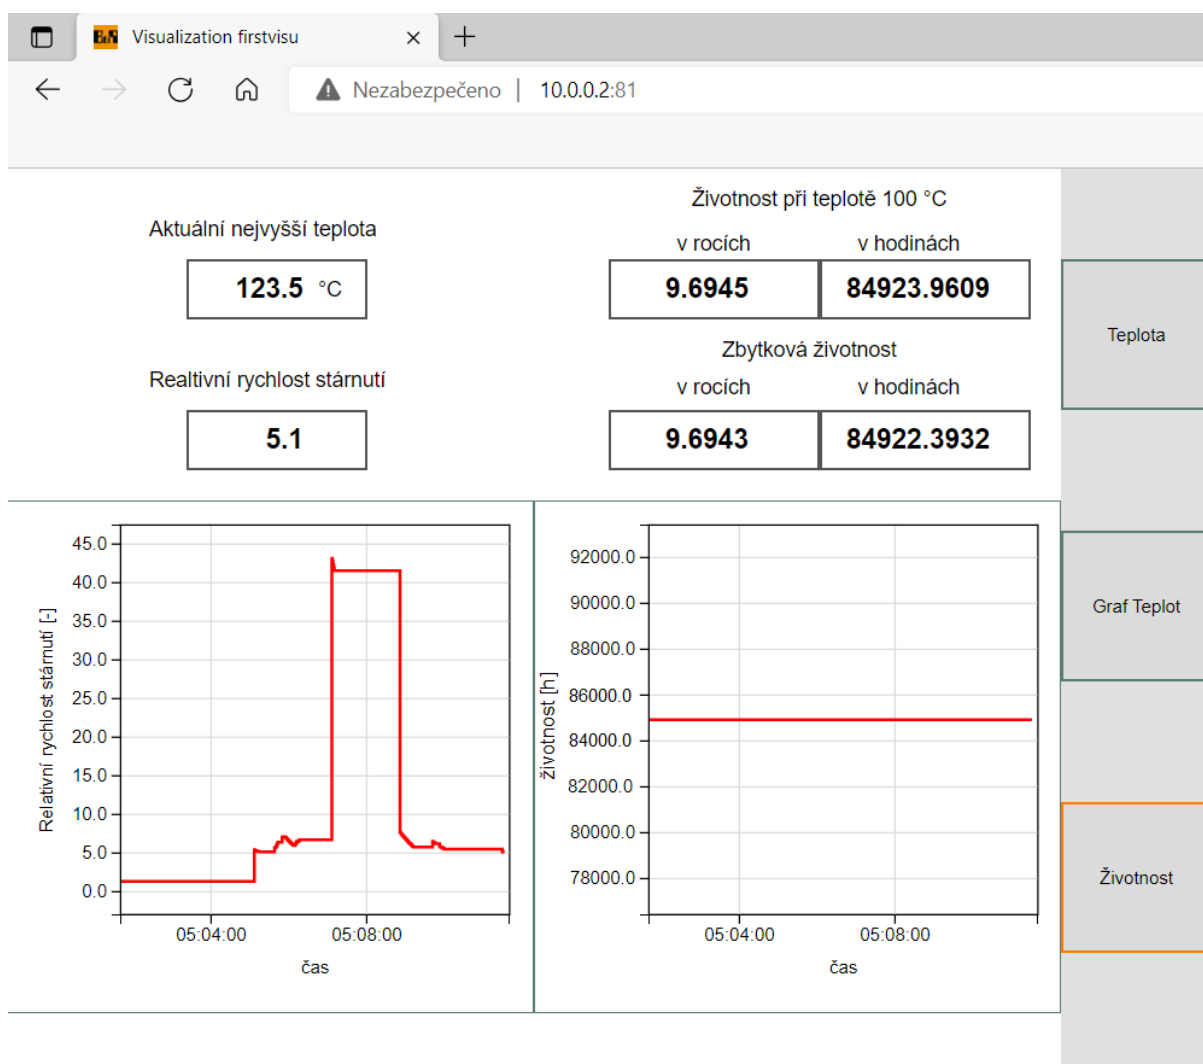 B&R Visualization firstvisu
Nezabezpečeno | 10.0.0.2:81
Aktuální nejvyšší teplota
123.5 °C
Realtivní rychlost stárnutí
5.1
Životnost při teplotě 100 °C
v rocích v hodinách
9.6945 84923.9609
Zbytková životnost
v rocích v hodinách
9.6943 84922.3932
Teplota
Graf Teplot
Životnost
Relativní rychlost stárnutí [-]
45.0
40.0
35.0
30.0
25.0
20.0
15.0
10.0
5.0
0.0
05:04:00 05:08:00
čas
životnost [h]
92000.0
90000.0
88000.0
86000.0
84000.0
82000.0
80000.0
78000.0
05:04:00 05:08:00
čas